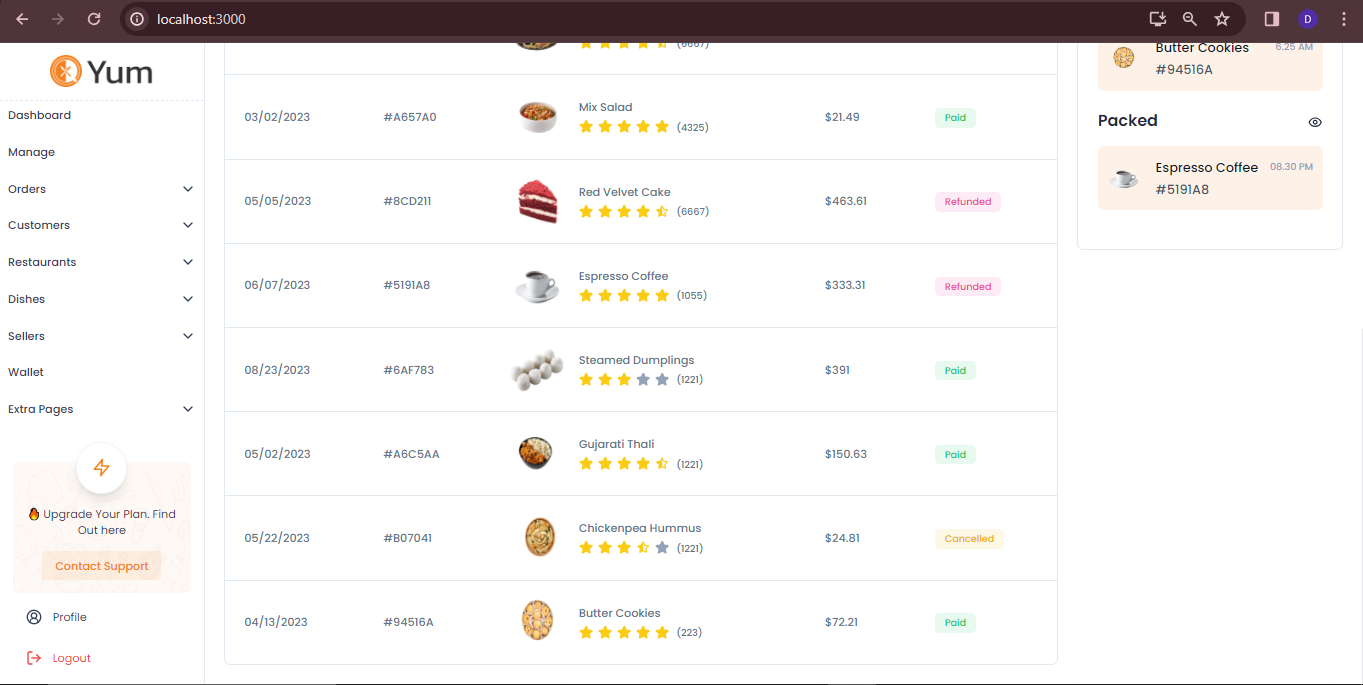 localhost:3000
D
Yum
Dashboard
Manage
Orders
Customers
Restaurants
Dishes
Sellers
Wallet
Extra Pages
🔥 Upgrade Your Plan. Find
Out here
Contact Support
Profile
Logout
(6667)
03/02/2023 #A657A0 Mix Salad (4325) $21.49 Paid
05/05/2023 #8CD211 Red Velvet Cake (6667) $463.61 Refunded
06/07/2023 #5191A8 Espresso Coffee (1055) $333.31 Refunded
08/23/2023 #6AF783 Steamed Dumplings (1221) $391 Paid
05/02/2023 #A6C5AA Gujarati Thali (1221) $150.63 Paid
05/22/2023 #B07041 Chickenpea Hummus (1221) $24.81 Cancelled
04/13/2023 #94516A Butter Cookies (223) $72.21 Paid
Butter Cookies 6.25 AM
#94516A
Packed
Espresso Coffee 08.30 PM
#5191A8